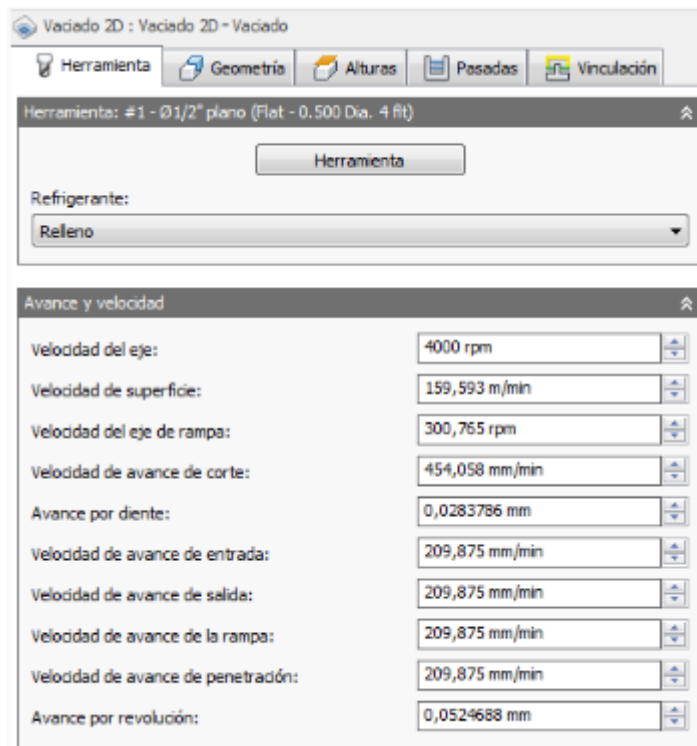 Vaciado 2D : Vaciado 2D - Vaciado
Herramienta Geometría Alturas Pasadas Vinculación
Herramienta: #1 - Ø1/2" plano (Flat - 0.500 Dia. 4 flt)
Herramienta
Refrigerante:
Relleno
Avance y velocidad
Velocidad del eje: 4000 rpm
Velocidad de superficie: 159,593 m/min
Velocidad del eje de rampa: 300,765 rpm
Velocidad de avance de corte: 454,058 mm/min
Avance por diente: 0,0283786 mm
Velocidad de avance de entrada: 209,875 mm/min
Velocidad de avance de salida: 209,875 mm/min
Velocidad de avance de la rampa: 209,875 mm/min
Velocidad de avance de penetración: 209,875 mm/min
Avance por revolución: 0,0524688 mm